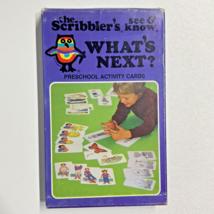 the see &
Scribbler's know
WHAT'S
NEXT?
PRESCHOOL ACTIVITY CARDS